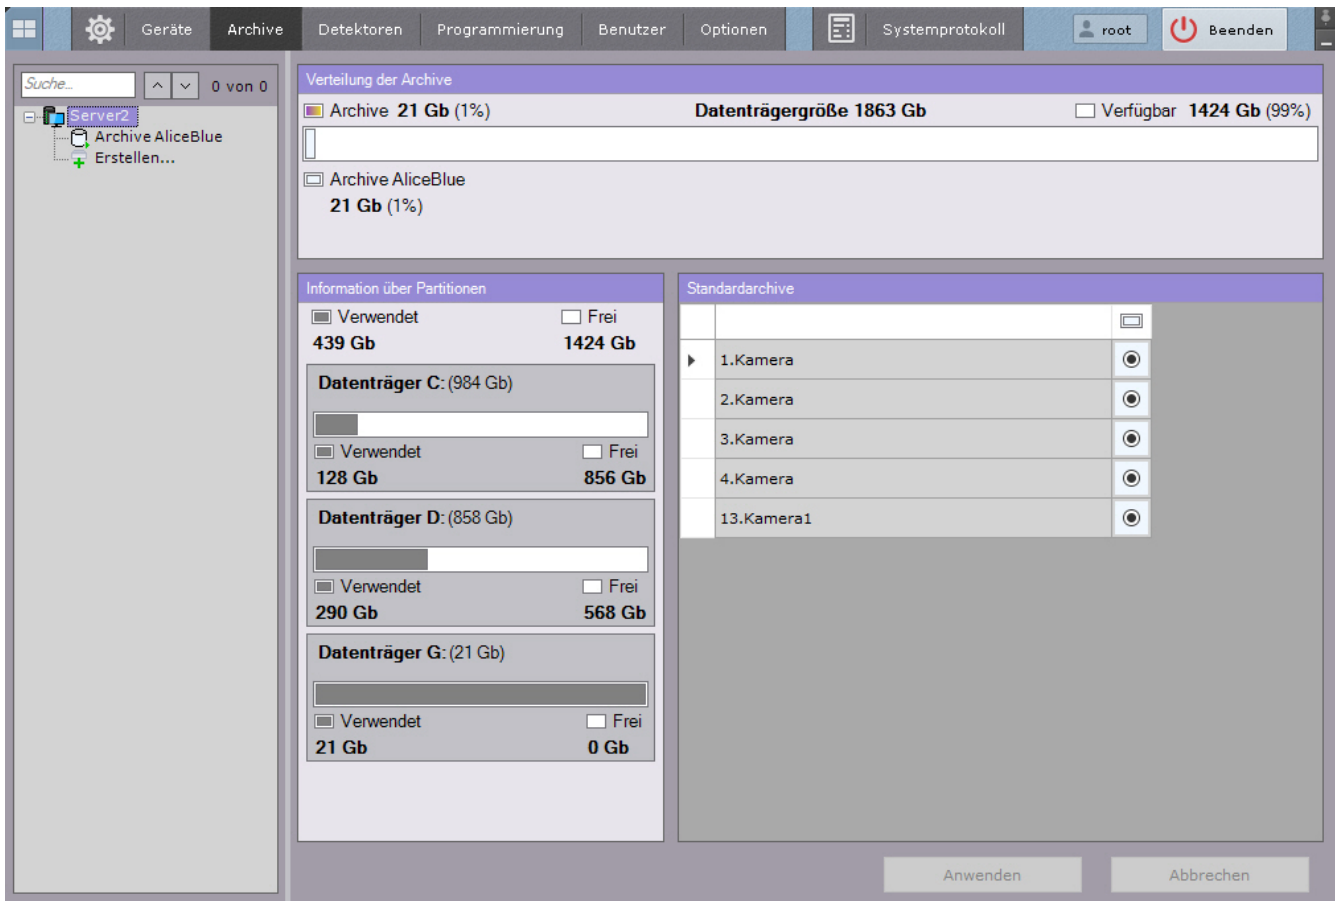 Geräte Archive Detektoren Programmierung Benutzer Optionen Systemprotokoll root Beenden
Suche... 0 von 0
Server2
Archive AliceBlue
Erstellen...
Verteilung der Archive
Archive 21 Gb (1%) Datenträgergröße 1863 Gb Verfügbar 1424 Gb (99%)
Archive AliceBlue
21 Gb (1%)
Information über Partitionen
Verwendet Frei
439 Gb 1424 Gb
Datenträger C: (984 Gb)
Verwendet Frei
128 Gb 856 Gb
Datenträger D: (858 Gb)
Verwendet Frei
290 Gb 568 Gb
Datenträger G: (21 Gb)
Verwendet Frei
21 Gb 0 Gb
Standardarchive
1.Kamera
2.Kamera
3.Kamera
4.Kamera
13.Kamera1
Anwenden Abbrechen